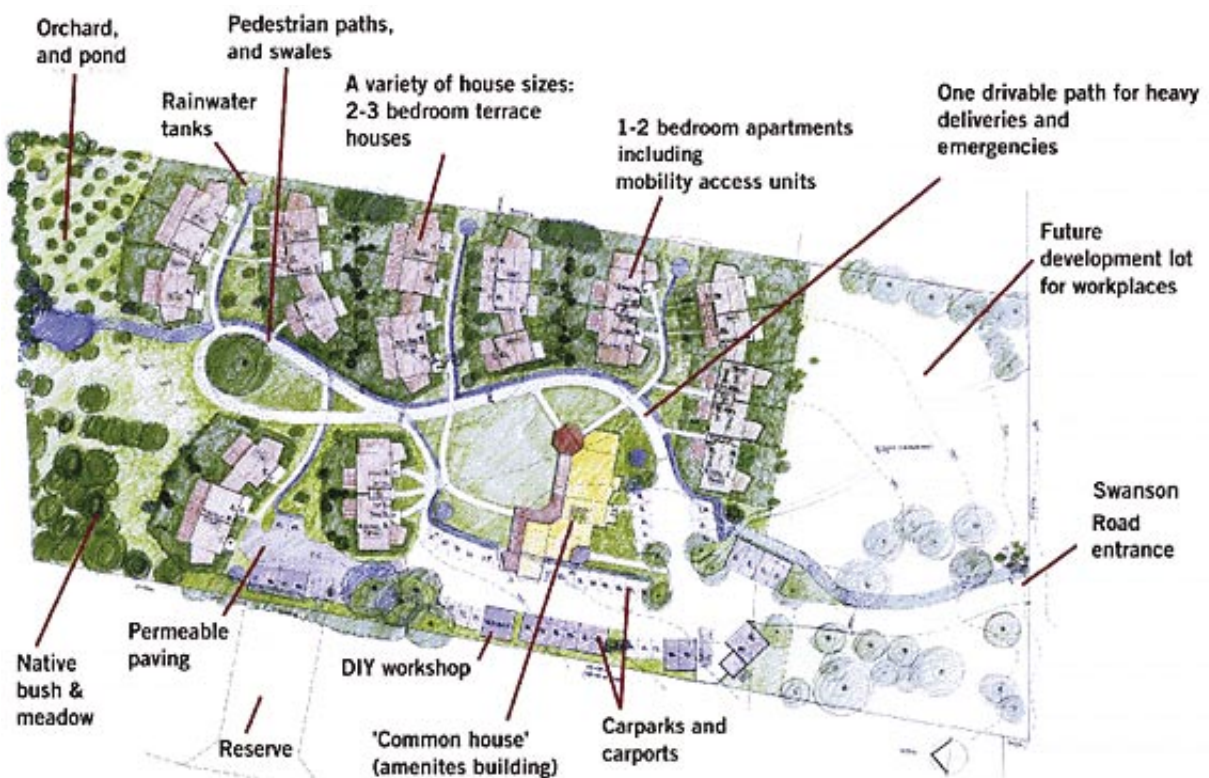 Orchard,
and pond
Pedestrian paths,
and swales
Rainwater
tanks
A variety of house sizes:
2-3 bedroom terrace
houses
1-2 bedroom apartments
including
mobility access units
One drivable path for heavy
deliveries and
emergencies
Future
development lot
for workplaces
Swanson
Road
entrance
Native
bush &
meadow
Permeable
paving
Reserve
DIY workshop
'Common house'
(amenites building)
Carparks and
carports